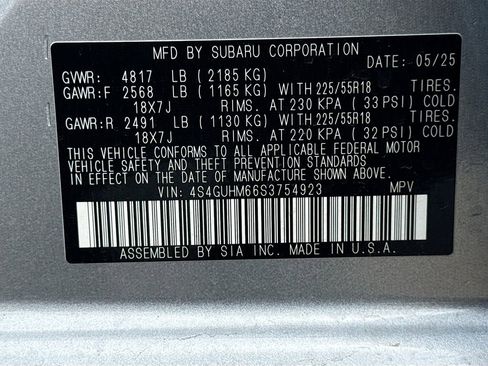 MFD BY SUBARU CORPORATION DATE: 05/25
GVWR: 4817 LB (2185 KG)
GAWR:F 2568 LB (1165 KG) WITH 225/55R18 TIRES.
18X7J RIMS. AT 230 KPA (33 PSI) COLD
GAWR:R 2491 LB (1130 KG) WITH 225/55R18 TIRES.
18X7J RIMS. AT 220 KPA (32 PSI) COLD
THIS VEHICLE CONFORMS TO ALL APPLICABLE FEDERAL MOTOR
VEHICLE SAFETY AND THEFT PREVENTION STANDARDS
IN EFFECT ON THE DATE OF MANUFACTURE SHOWN ABOVE.
VIN: 4S4GUHM66S3754923 MPV
ASSEMBLED BY SIA INC. MADE IN U.S.A.